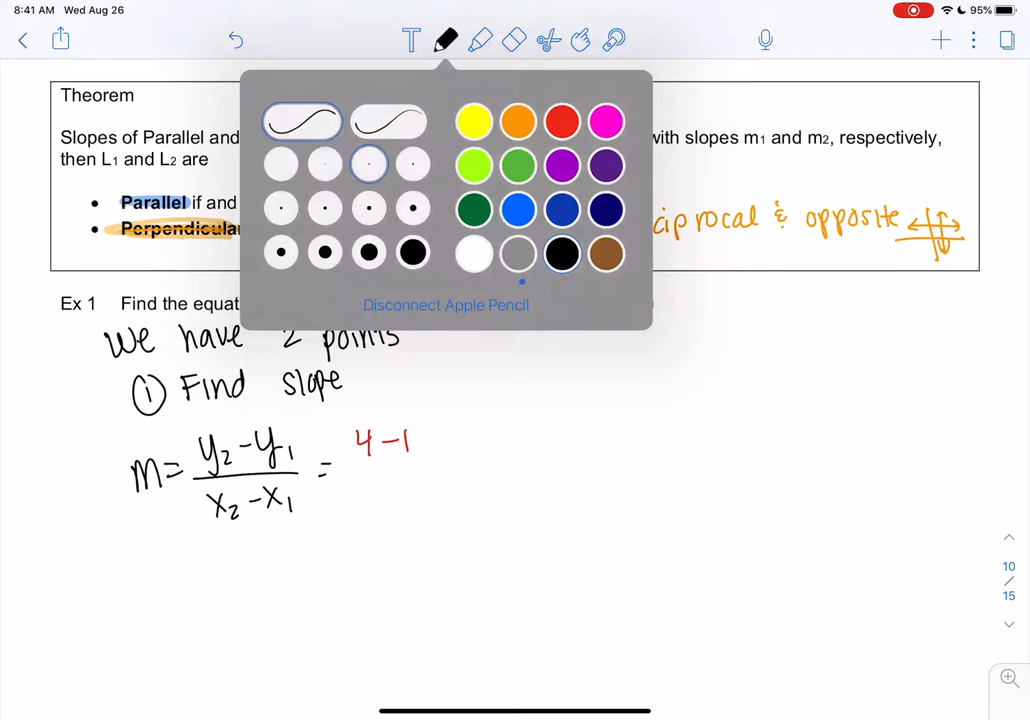 8:41 AM Wed Aug 26 95%
T
Theorem
Slopes of Parallel and with slopes m1 and m2, respectively,
then L1 and L2 are
• Parallel if and
• Perpendicular ciprocal & opposite
Disconnect Apple Pencil
Ex 1 Find the equat
We have 2 points
① Find slope
m = y2 - y1 / x2 - x1 = 4 - 1
10
/
15